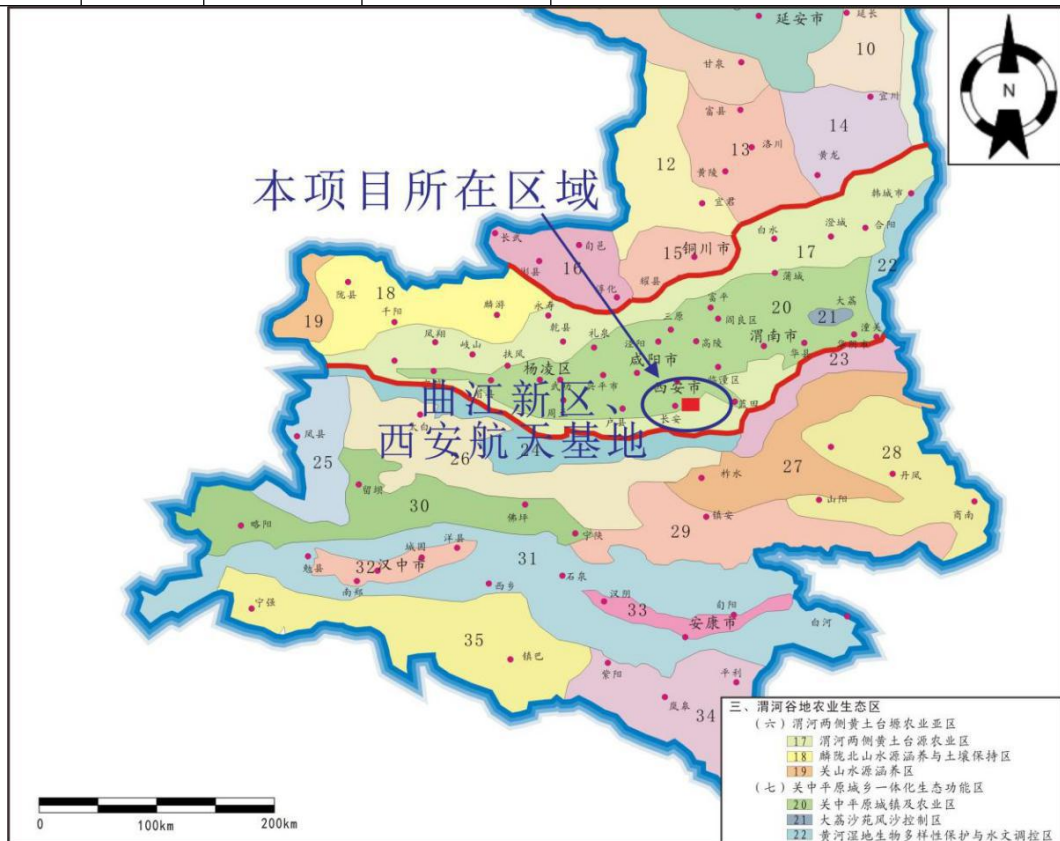 延安市
延长
10
甘泉
宜川
富县
14
13
洛川
12
黄龙
黄陵
宜君
韩城市
本项目所在区域
合阳
澄城
白水
17
长武
旬邑
15
铜川市
22
16
耀县
蒲城
淳化
18
陇县
20
大荔
富平
21
麟游
永寿
19
千阳
三原
阎良区
潼关
乾县
渭南市
凤翔
礼泉
高陵
华县
岐山
23
扶风
咸阳市
杨凌区
临潼区
西安市
曲江新区、
长安
户县
西安航天基地
24
26
凤县
25
28
27
柞水
丹凤
留坝
山阳
30
佛坪
镇安
商南
略阳
29
宁陕
洋县
城固
31
32
汉中市
勉县
石泉
南郑
西乡
汉阴
33
旬阳
宁强
安康市
白河
35
镇巴
紫阳
平利
岚皋
34
N
0
100km
200km
三、渭河谷地农业生态区
(六)渭河两侧黄土台塬农业亚区
17 渭河两侧黄土台源农业区
18 麟陇北山水源涵养与土壤保持区
19 关山水源涵养区
(七)关中平原城乡一体化生态功能区
20 关中平原城镇及农业区
21 大荔沙苑风沙控制区
22 黄河湿地生物多样性保护与水文调控区